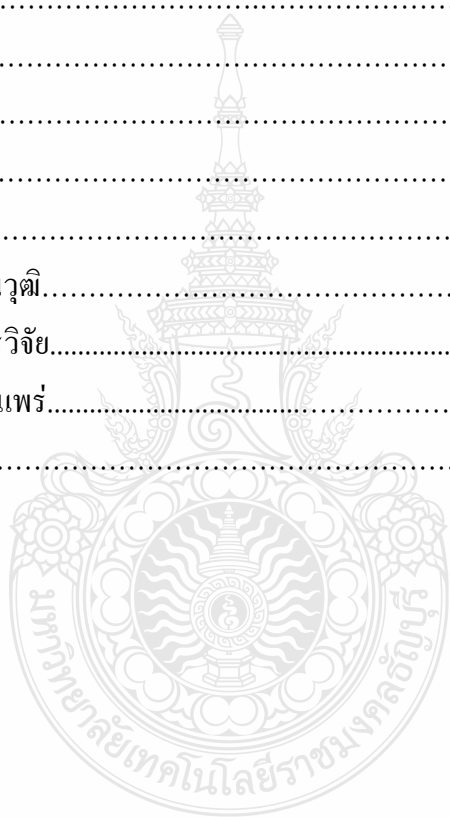 ........................................................................
........................................................................
........................................................................
........................................................................
........................................................................
วุฒิ........................................................................
วิจัย........................................................................
แพร่........................................................................
........................................................................
มหาวิทยาลัยเทคโนโลยีราชมงคลธัญบุรี